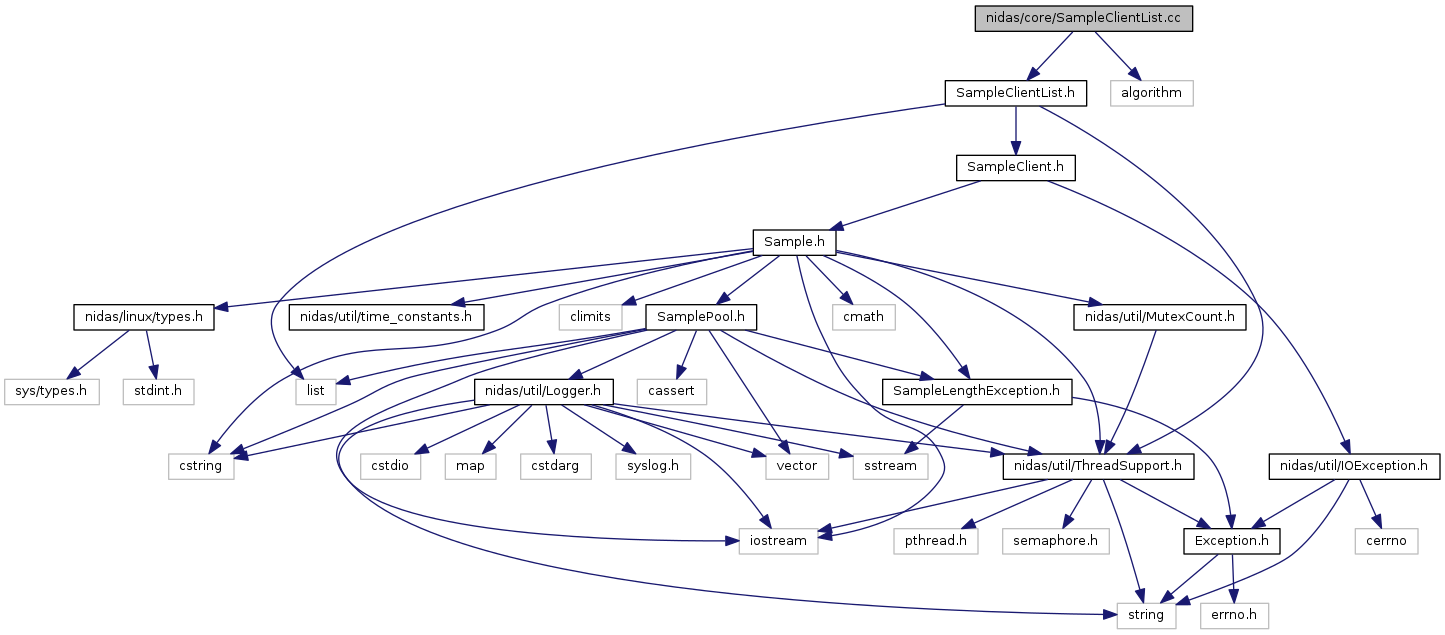 nidas/core/SampleClientList.cc
SampleClientList.h
algorithm
SampleClient.h
Sample.h
nidas/linux/types.h
nidas/util/time_constants.h
climits
SamplePool.h
cmath
nidas/util/MutexCount.h
sys/types.h
stdint.h
list
nidas/util/Logger.h
cassert
SampleLengthException.h
cstring
cstdio
map
cstdarg
syslog.h
vector
sstream
nidas/util/ThreadSupport.h
nidas/util/IOException.h
iostream
pthread.h
semaphore.h
Exception.h
cerrno
string
errno.h